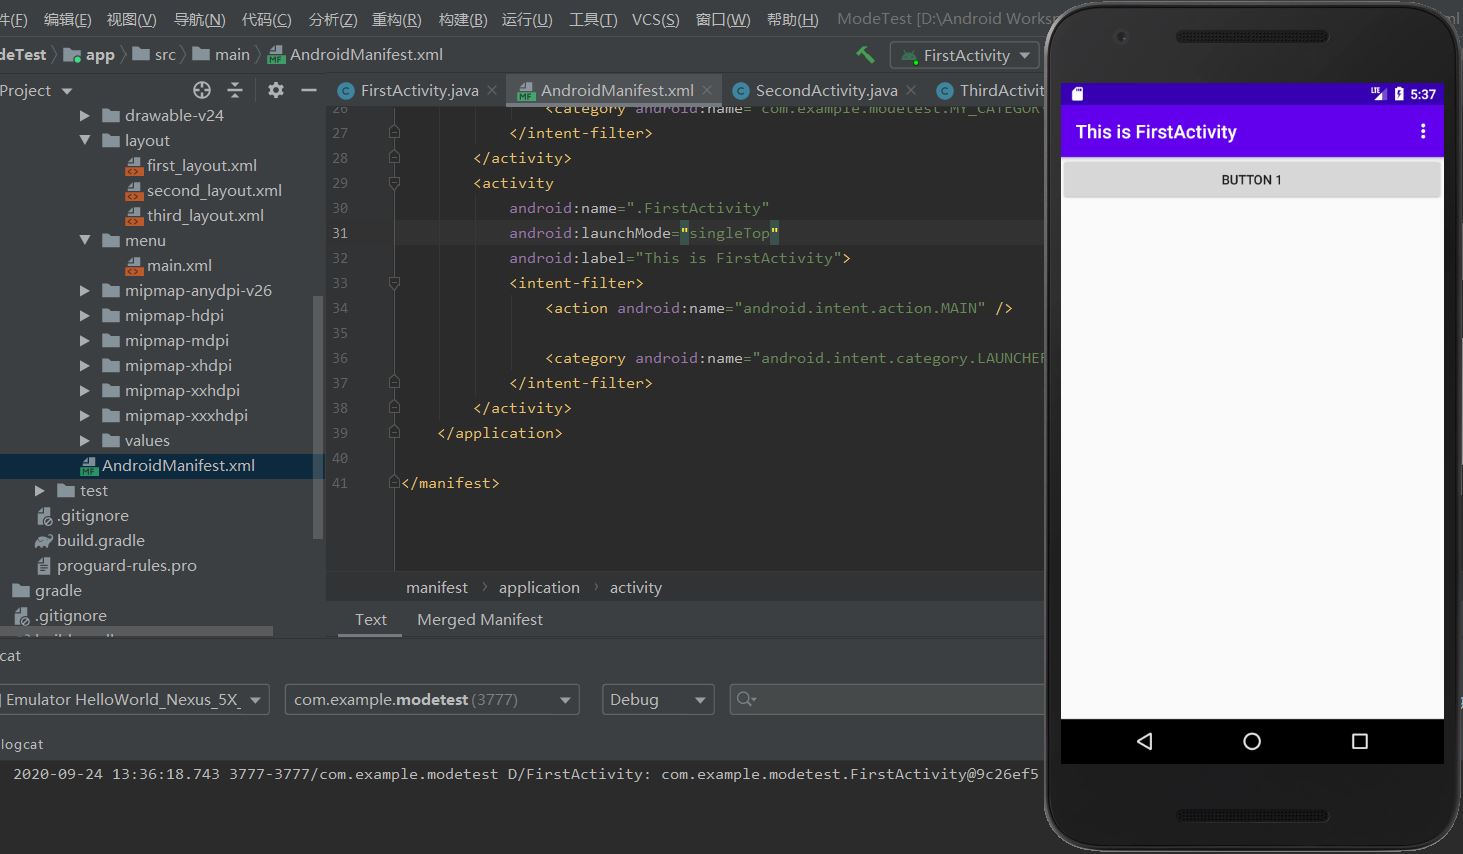 件(F) 编辑(E) 视图(V) 导航(N) 代码(C) 分析(Z) 重构(R) 构建(B) 运行(U) 工具(T) VCS(S) 窗口(W) 帮助(H) ModeTest [D:\Android Works
deTest app src main AndroidManifest.xml
FirstActivity
Project
FirstActivity.java
AndroidManifest.xml
SecondActivity.java
ThirdActivit
drawable-v24
layout
first_layout.xml
second_layout.xml
third_layout.xml
menu
main.xml
mipmap-anydpi-v26
mipmap-hdpi
mipmap-mdpi
mipmap-xhdpi
mipmap-xxhdpi
mipmap-xxxhdpi
values
AndroidManifest.xml
test
.gitignore
build.gradle
proguard-rules.pro
gradle
.gitignore
26 <category android:name="com.example.modetest.MY_CATEGORY
27 </intent-filter>
28 </activity>
29 <activity
30 android:name=".FirstActivity"
31 android:launchMode="singleTop"
32 android:label="This is FirstActivity">
33 <intent-filter>
34 <action android:name="android.intent.action.MAIN" />
35
36 <category android:name="android.intent.category.LAUNCHER
37 </intent-filter>
38 </activity>
39 </application>
40
41 </manifest>
manifest application activity
Text Merged Manifest
cat
Emulator HelloWorld_Nexus_5X_
com.example.modetest (3777)
Debug
logcat
2020-09-24 13:36:18.743 3777-3777/com.example.modetest D/FirstActivity: com.example.modetest.FirstActivity@9c26ef5
LTE 5:37
This is FirstActivity
BUTTON 1